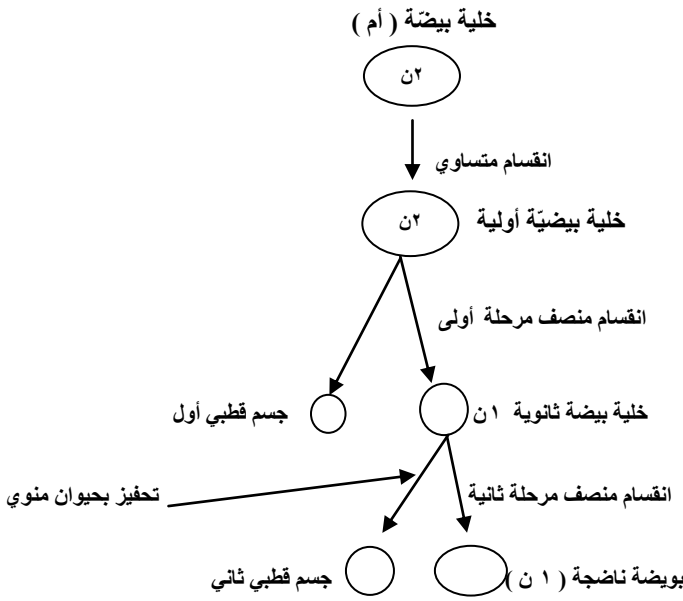 خلية بيضّة ( أم )
٢ن
انقسام متساوي
خلية بيضيّة أولية
٢ن
انقسام منصف مرحلة أولى
خلية بيضة ثانوية ١ن
جسم قطبي أول
انقسام منصف مرحلة ثانية
تحفيز بحيوان منوي
بويضة ناضجة ( ١ ن )
جسم قطبي ثاني